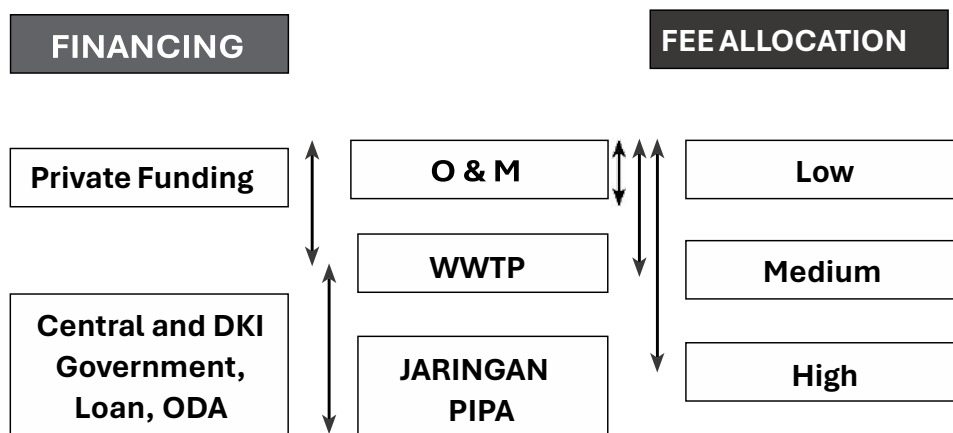 FINANCING
FEE ALLOCATION
Private Funding
O & M
Low
WWTP
Medium
Central and DKI
Government,
Loan, ODA
JARINGAN
PIPA
High